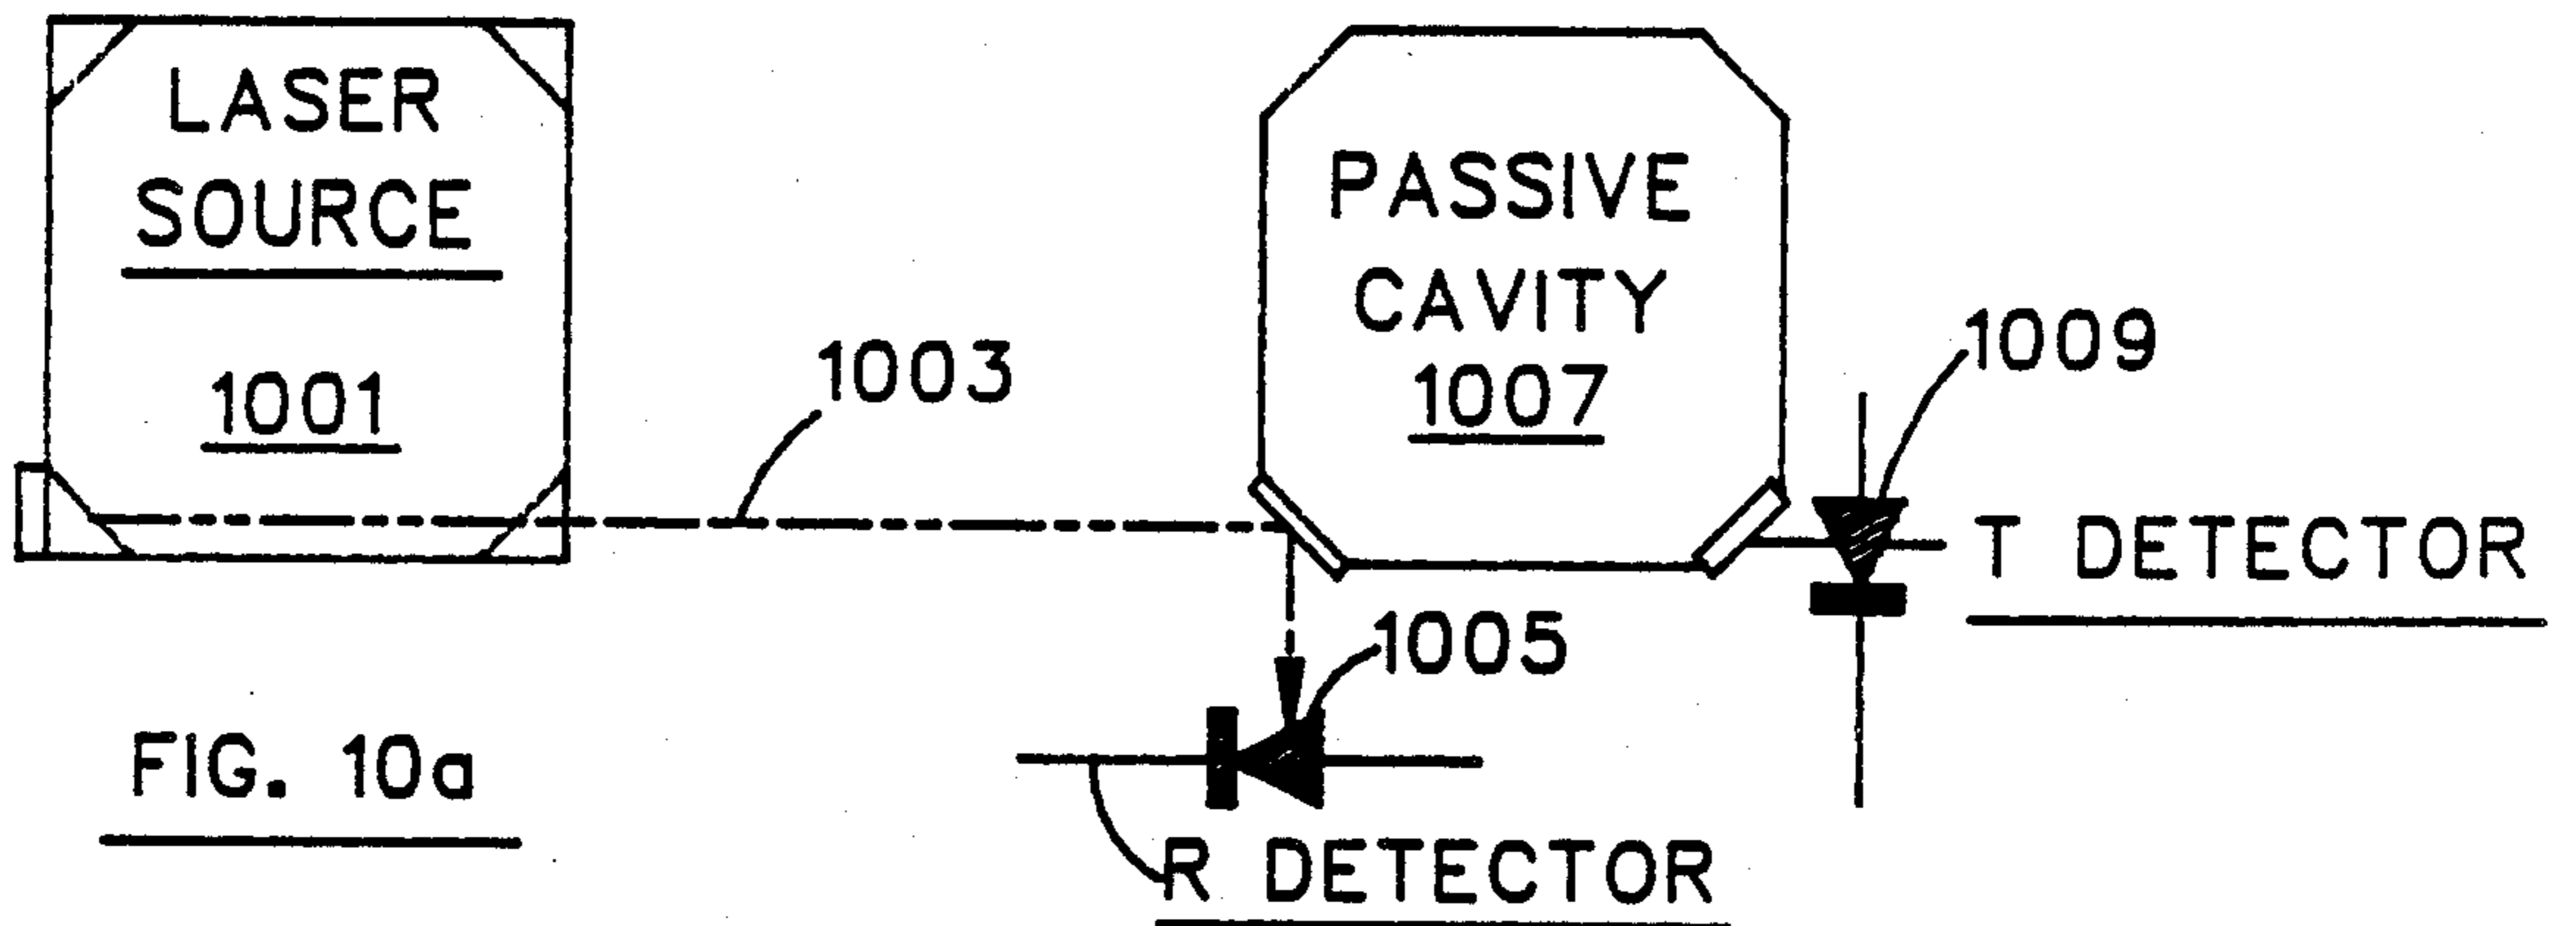 LASER
SOURCE
1001
1003
PASSIVE
CAVITY
1007
1009
T DETECTOR
1005
FIG. 10a
R DETECTOR